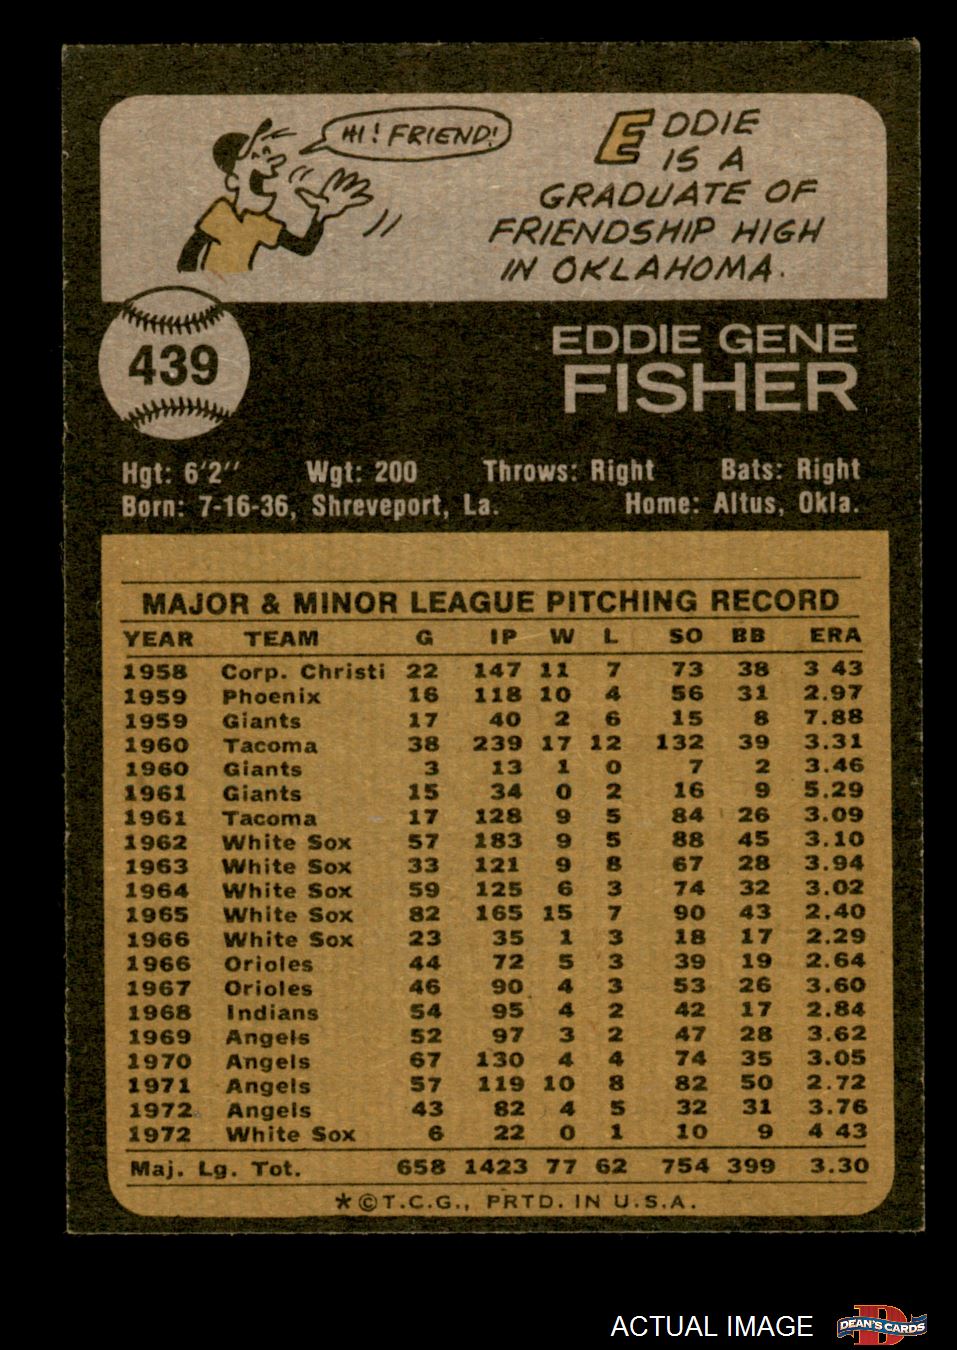 HI! FRIEND!
EDDIE
IS A
GRADUATE OF
FRIENDSHIP HIGH
IN OKLAHOMA.
439
EDDIE GENE
FISHER
Hgt: 6'2" Wgt: 200 Throws: Right Bats: Right
Born: 7-16-36, Shreveport, La. Home: Altus, Okla.
MAJOR & MINOR LEAGUE PITCHING RECORD
YEAR TEAM G IP W L SO BB ERA
1958 Corp. Christi 22 147 11 7 73 38 3 43
1959 Phoenix 16 118 10 4 56 31 2.97
1959 Giants 17 40 2 6 15 8 7.88
1960 Tacoma 38 239 17 12 132 39 3.31
1960 Giants 3 13 1 0 7 2 3.46
1961 Giants 15 34 0 2 16 9 5.29
1961 Tacoma 17 128 9 5 84 26 3.09
1962 White Sox 57 183 9 5 88 45 3.10
1963 White Sox 33 121 9 8 67 28 3.94
1964 White Sox 59 125 6 3 74 32 3.02
1965 White Sox 82 165 15 7 90 43 2.40
1966 White Sox 23 35 1 3 18 17 2.29
1966 Orioles 44 72 5 3 39 19 2.64
1967 Orioles 46 90 4 3 53 26 3.60
1968 Indians 54 95 4 2 42 17 2.84
1969 Angels 52 97 3 2 47 28 3.62
1970 Angels 67 130 4 4 74 35 3.05
1971 Angels 57 119 10 8 82 50 2.72
1972 Angels 43 82 4 5 32 31 3.76
1972 White Sox 6 22 0 1 10 9 4 43
Maj. Lg. Tot. 658 1423 77 62 754 399 3.30
*©T.C.G., PRTD. IN U.S.A.
ACTUAL IMAGE
D
DEAN'S CARDS